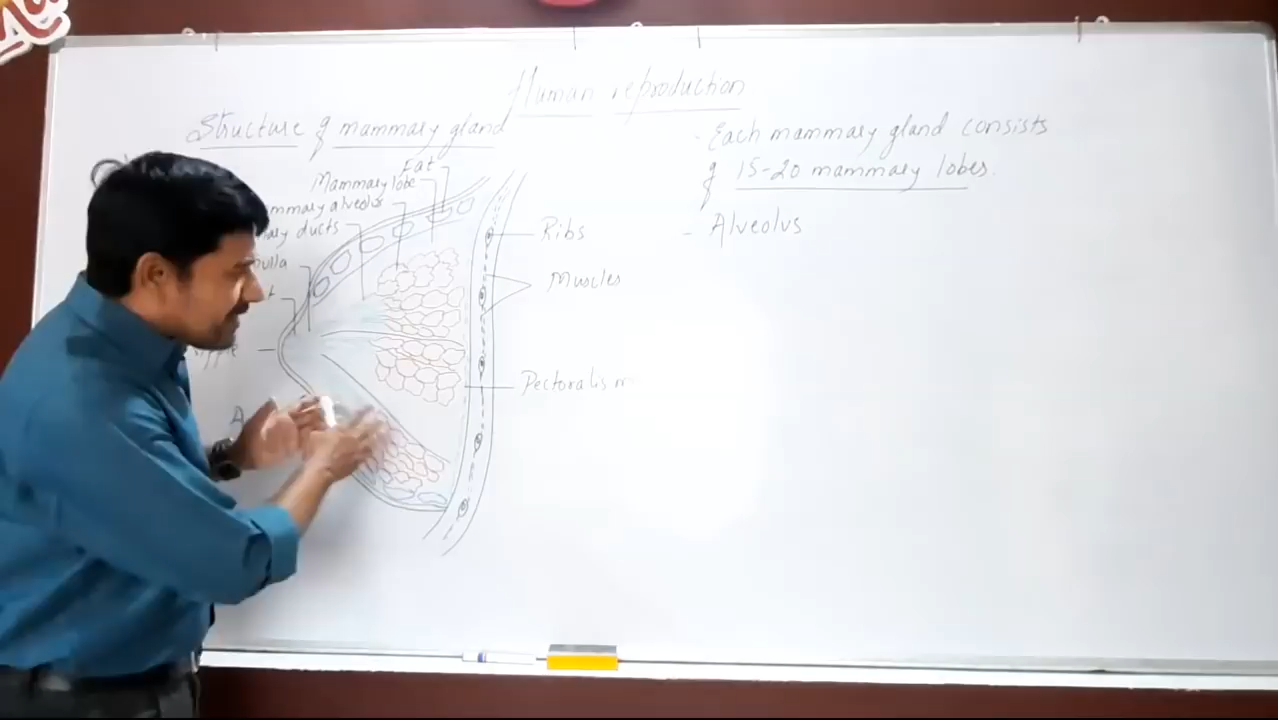 Human reproduction
Structure of mammary gland
Fat
Mammary lobe
mmary alveolus
ary ducts
Ribs
Muscles
Pectoralis m
- Each mammary gland consists
of 15-20 mammary lobes.
- Alveolus